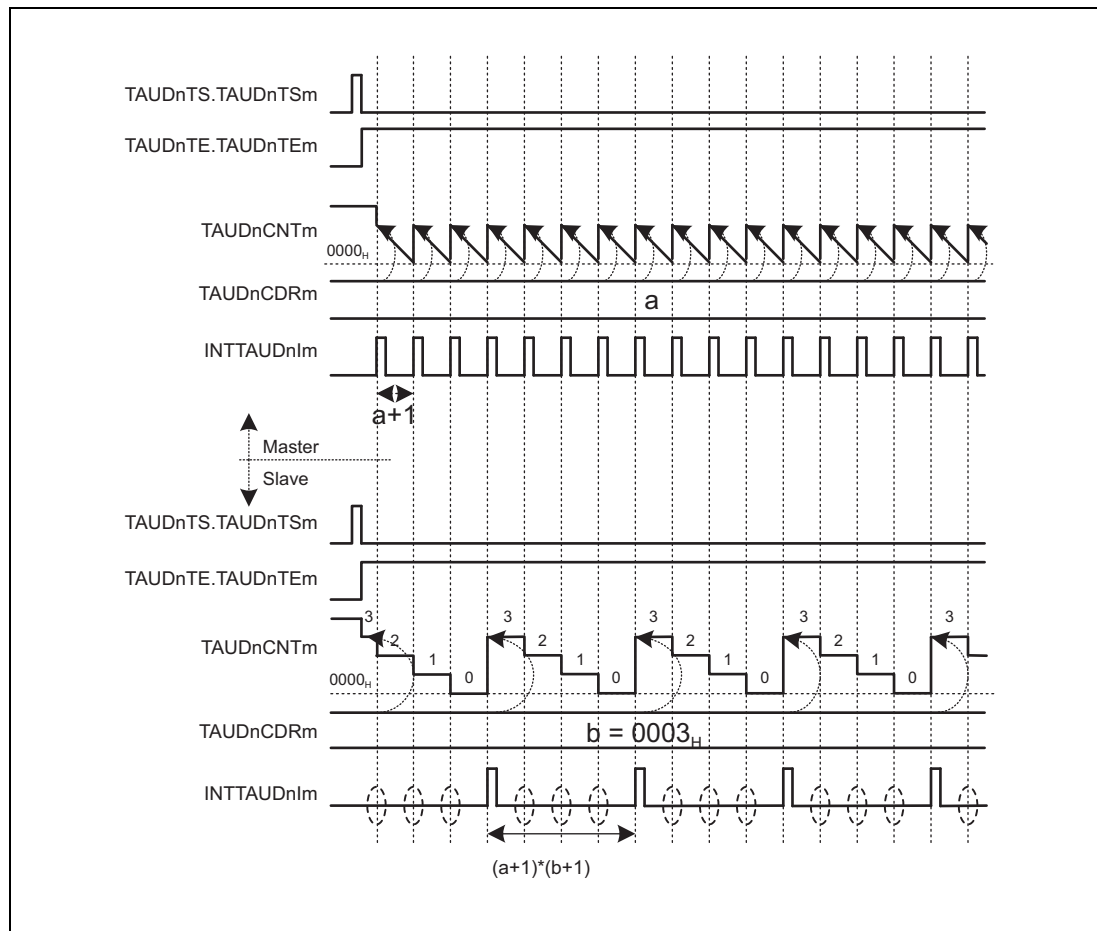 TAUDnTS.TAUDnTSm
TAUDnTE.TAUDnTEm
TAUDnCNTm
0000H
TAUDnCDRm
a
INTTAUDnIm
a+1
Master
Slave
TAUDnTS.TAUDnTSm
TAUDnTE.TAUDnTEm
3 3 3 3 3
2 2 2 2
TAUDnCNTm
1 1 1 1
0 0 0 0
0000H
TAUDnCDRm
b = 0003H
INTTAUDnIm
(a+1)*(b+1)